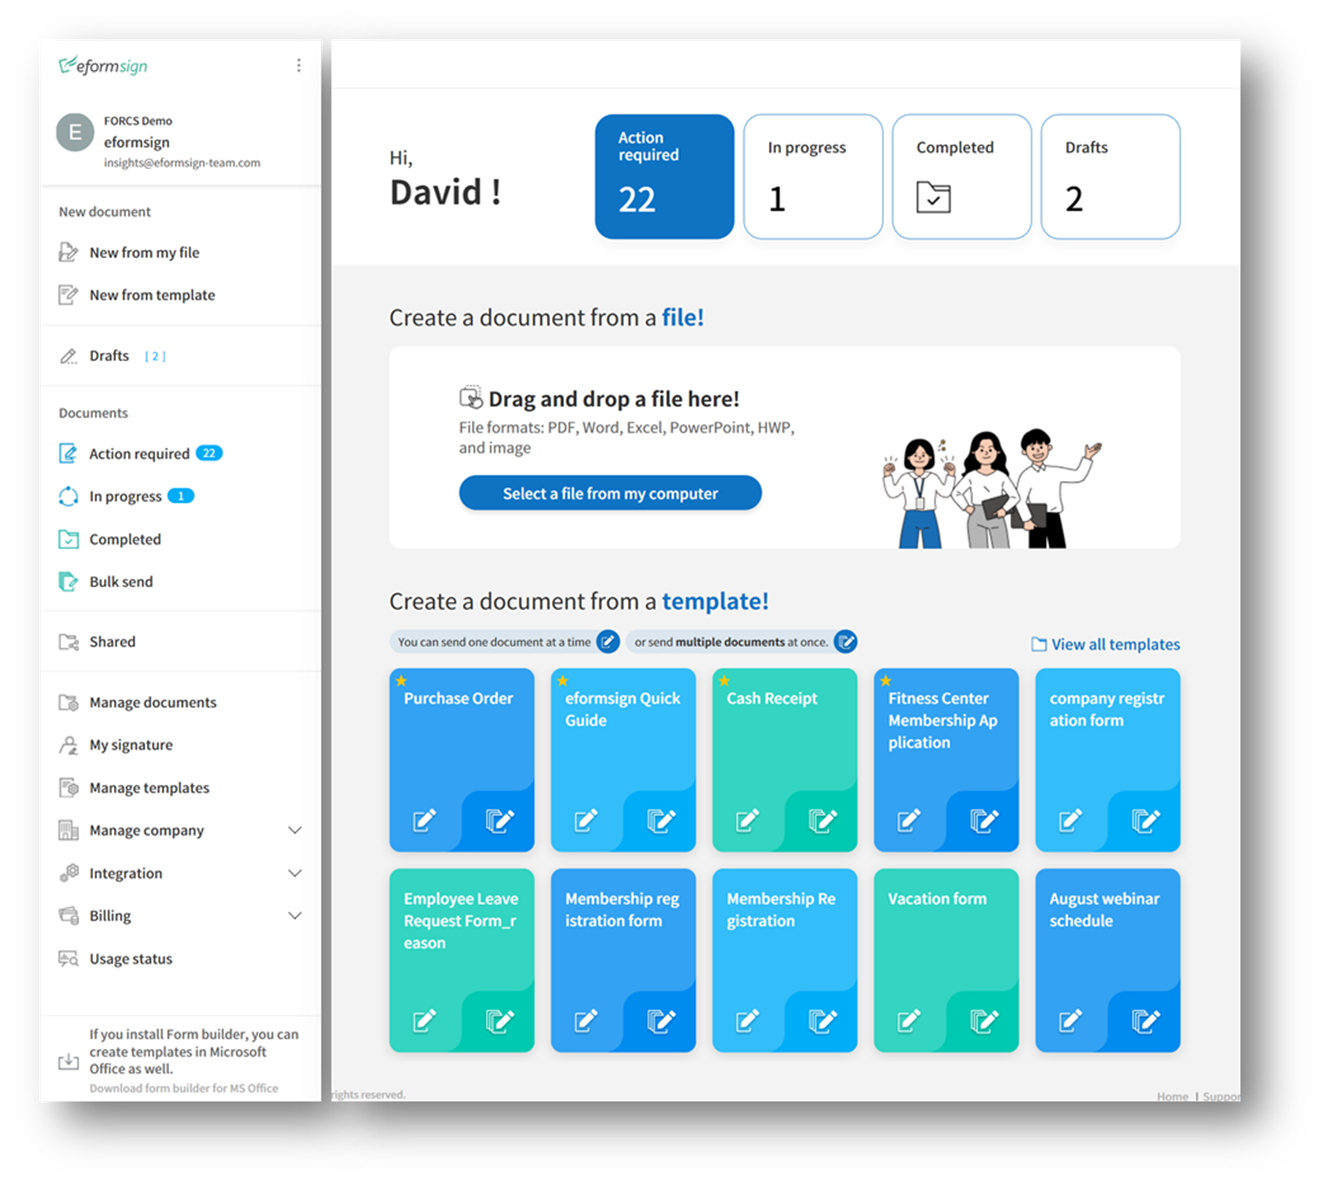 eformsign
E
FORCS Demo
eformsign
insights@eformsign-team.com
New document
New from my file
New from template
Drafts [ 2 ]
Documents
Action required 22
In progress 1
Completed
Bulk send
Shared
Manage documents
My signature
Manage templates
Manage company
Integration
Billing
Usage status
If you install Form builder, you can
create templates in Microsoft
Office as well.
Download form builder for MS Office
Hi,
David !
Action
required
22
In progress
1
Completed
Drafts
2
Create a document from a file!
Drag and drop a file here!
File formats: PDF, Word, Excel, PowerPoint, HWP,
and image
Select a file from my computer
Create a document from a template!
You can send one document at a time
or send multiple documents at once.
View all templates
Purchase Order
eformsign Quick
Guide
Cash Receipt
Fitness Center
Membership Ap
plication
company registr
ation form
Employee Leave
Request Form_r
eason
Membership reg
istration form
Membership Re
gistration
Vacation form
August webinar
schedule
rights reserved.
Home | Suppor